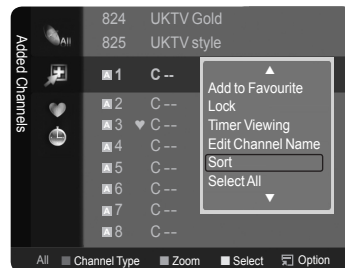 Added Channels
All
824 UKTV Gold
825 UKTV style
A 1 C --
A 2 C --
A 3 ♥ C --
A 4 C --
A 5 C --
A 6 C --
A 7 C --
A 8 C --
▲
Add to Favourite
Lock
Timer Viewing
Edit Channel Name
Sort
Select All
▼
All Channel Type Zoom Select Option